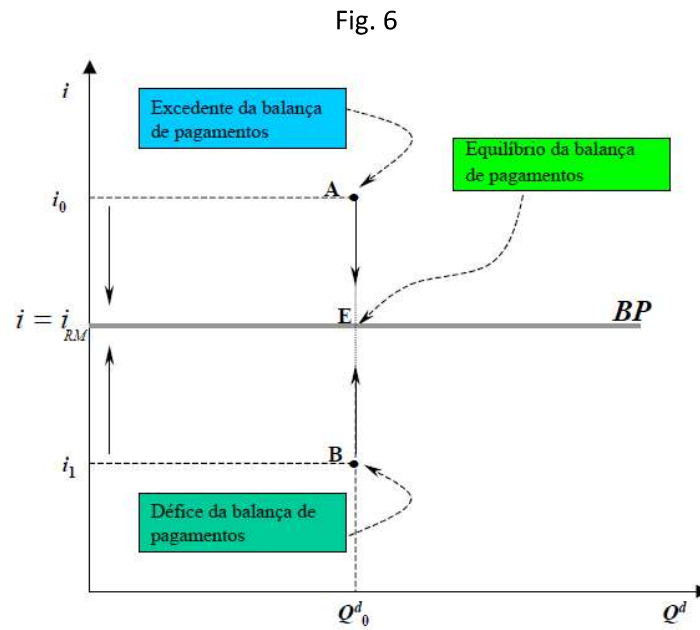 Fig. 6
i
Excedente da balança
de pagamentos
Equilíbrio da balança
de pagamentos
i₀
A
i = i_RM
E
BP
i₁
B
Défice da balança de
pagamentos
Qᵈ₀
Qᵈ